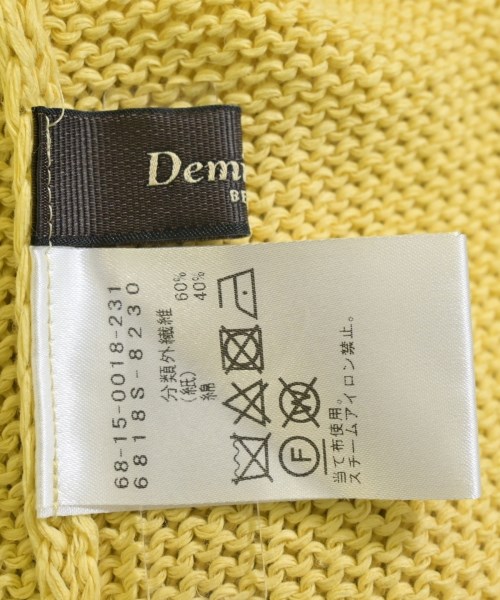 68-15-0018-231
6818S-8230
分類外繊維 60%
(紙)
綿 40%
F
W
当て布使用。
スチームアイロン禁止。